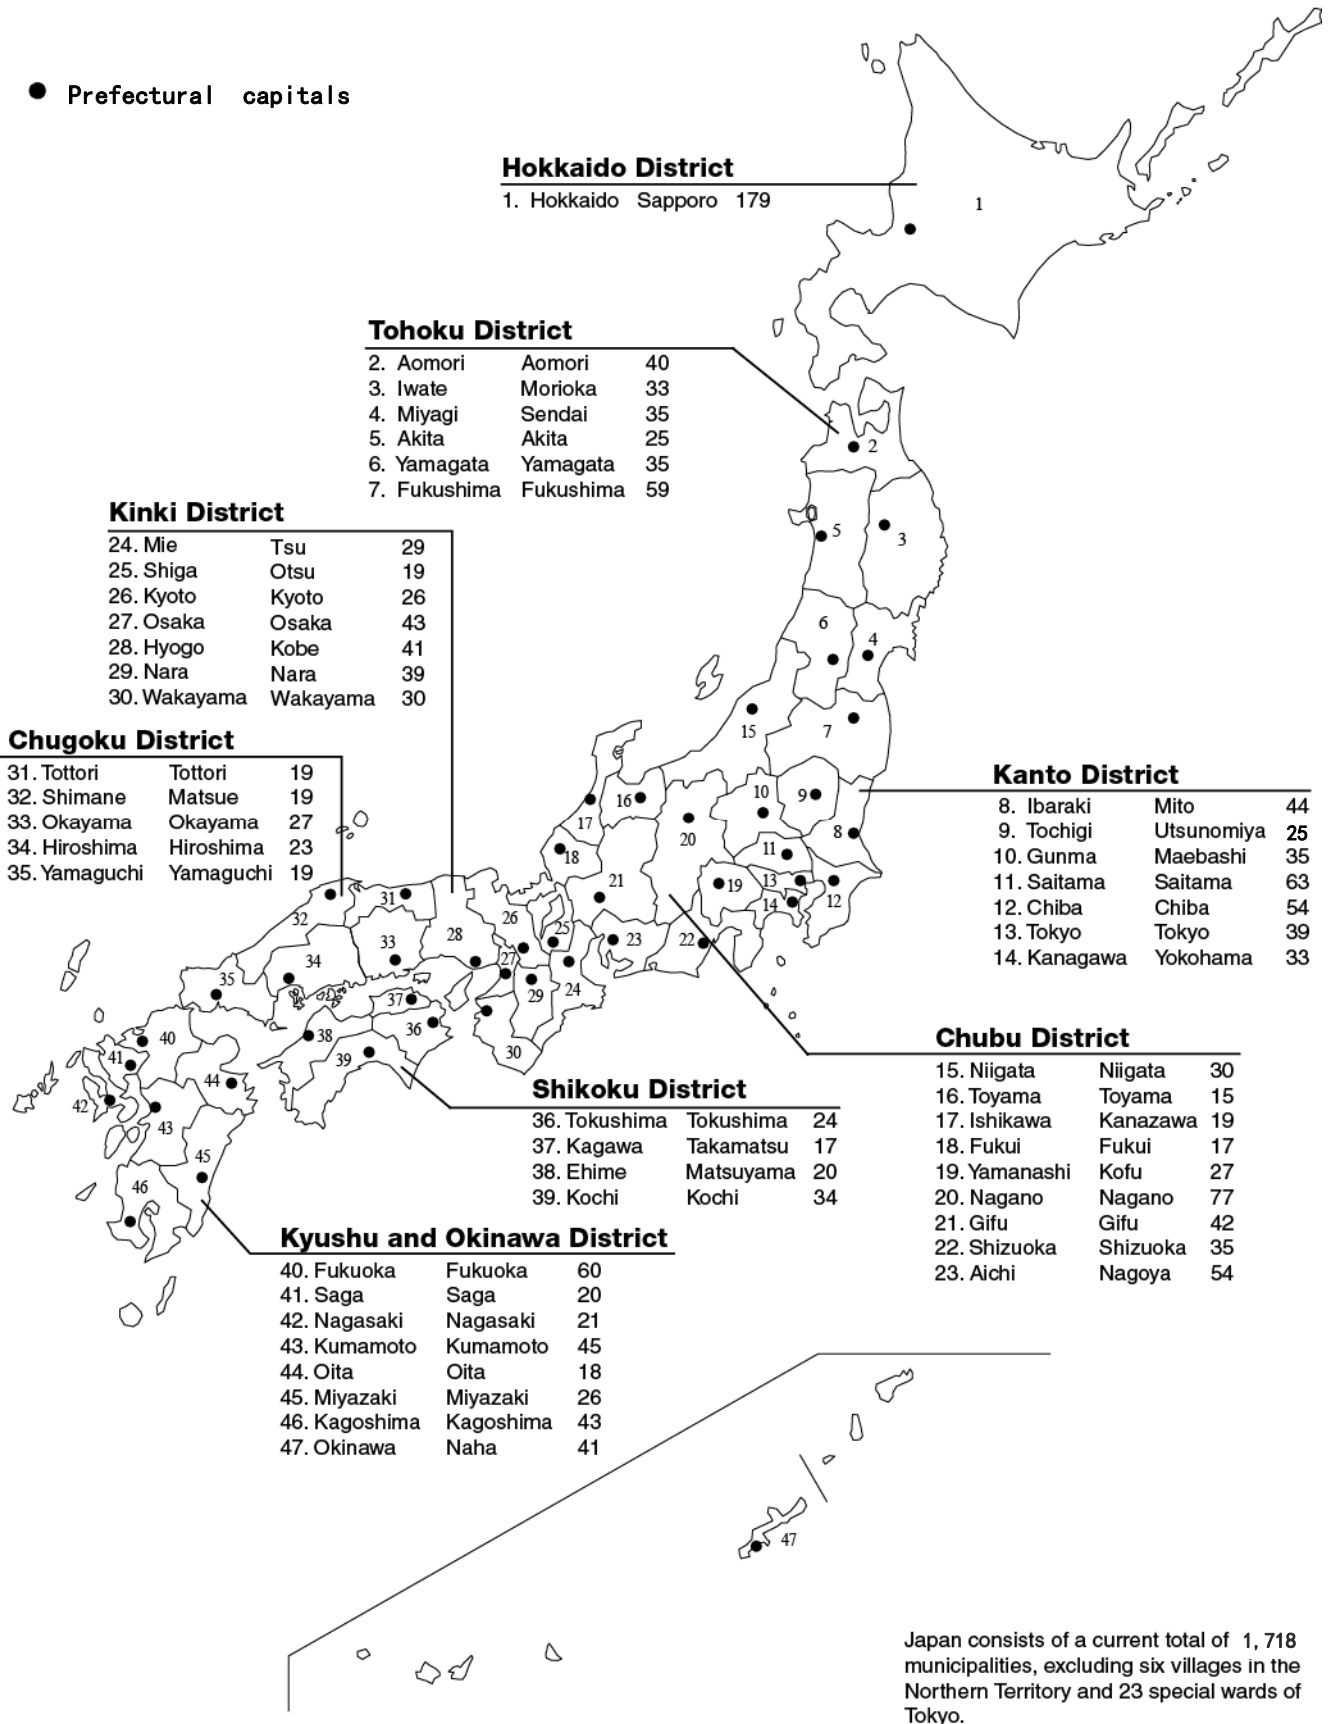 ● Prefectural capitals
Hokkaido District
1. Hokkaido Sapporo 179
1
Tohoku District
2. Aomori Aomori 40
3. Iwate Morioka 33
4. Miyagi Sendai 35
5. Akita Akita 25
6. Yamagata Yamagata 35
7. Fukushima Fukushima 59
2
5
3
6
4
15
7
Kinki District
24. Mie Tsu 29
25. Shiga Otsu 19
26. Kyoto Kyoto 26
27. Osaka Osaka 43
28. Hyogo Kobe 41
29. Nara Nara 39
30. Wakayama Wakayama 30
Chugoku District
31. Tottori Tottori 19
32. Shimane Matsue 19
33. Okayama Okayama 27
34. Hiroshima Hiroshima 23
35. Yamaguchi Yamaguchi 19
Kanto District
8. Ibaraki Mito 44
9. Tochigi Utsunomiya 25
10. Gunma Maebashi 35
11. Saitama Saitama 63
12. Chiba Chiba 54
13. Tokyo Tokyo 39
14. Kanagawa Yokohama 33
16
10
9
17
20
8
18
11
21
19
13
14
12
32
31
26
25
33
28
23
22
34
27
35
29
24
37
36
38
40
39
30
41
44
42
43
45
46
Chubu District
15. Niigata Niigata 30
16. Toyama Toyama 15
17. Ishikawa Kanazawa 19
18. Fukui Fukui 17
19. Yamanashi Kofu 27
20. Nagano Nagano 77
21. Gifu Gifu 42
22. Shizuoka Shizuoka 35
23. Aichi Nagoya 54
Shikoku District
36. Tokushima Tokushima 24
37. Kagawa Takamatsu 17
38. Ehime Matsuyama 20
39. Kochi Kochi 34
Kyushu and Okinawa District
40. Fukuoka Fukuoka 60
41. Saga Saga 20
42. Nagasaki Nagasaki 21
43. Kumamoto Kumamoto 45
44. Oita Oita 18
45. Miyazaki Miyazaki 26
46. Kagoshima Kagoshima 43
47. Okinawa Naha 41
47
Japan consists of a current total of 1,718
municipalities, excluding six villages in the
Northern Territory and 23 special wards of
Tokyo.